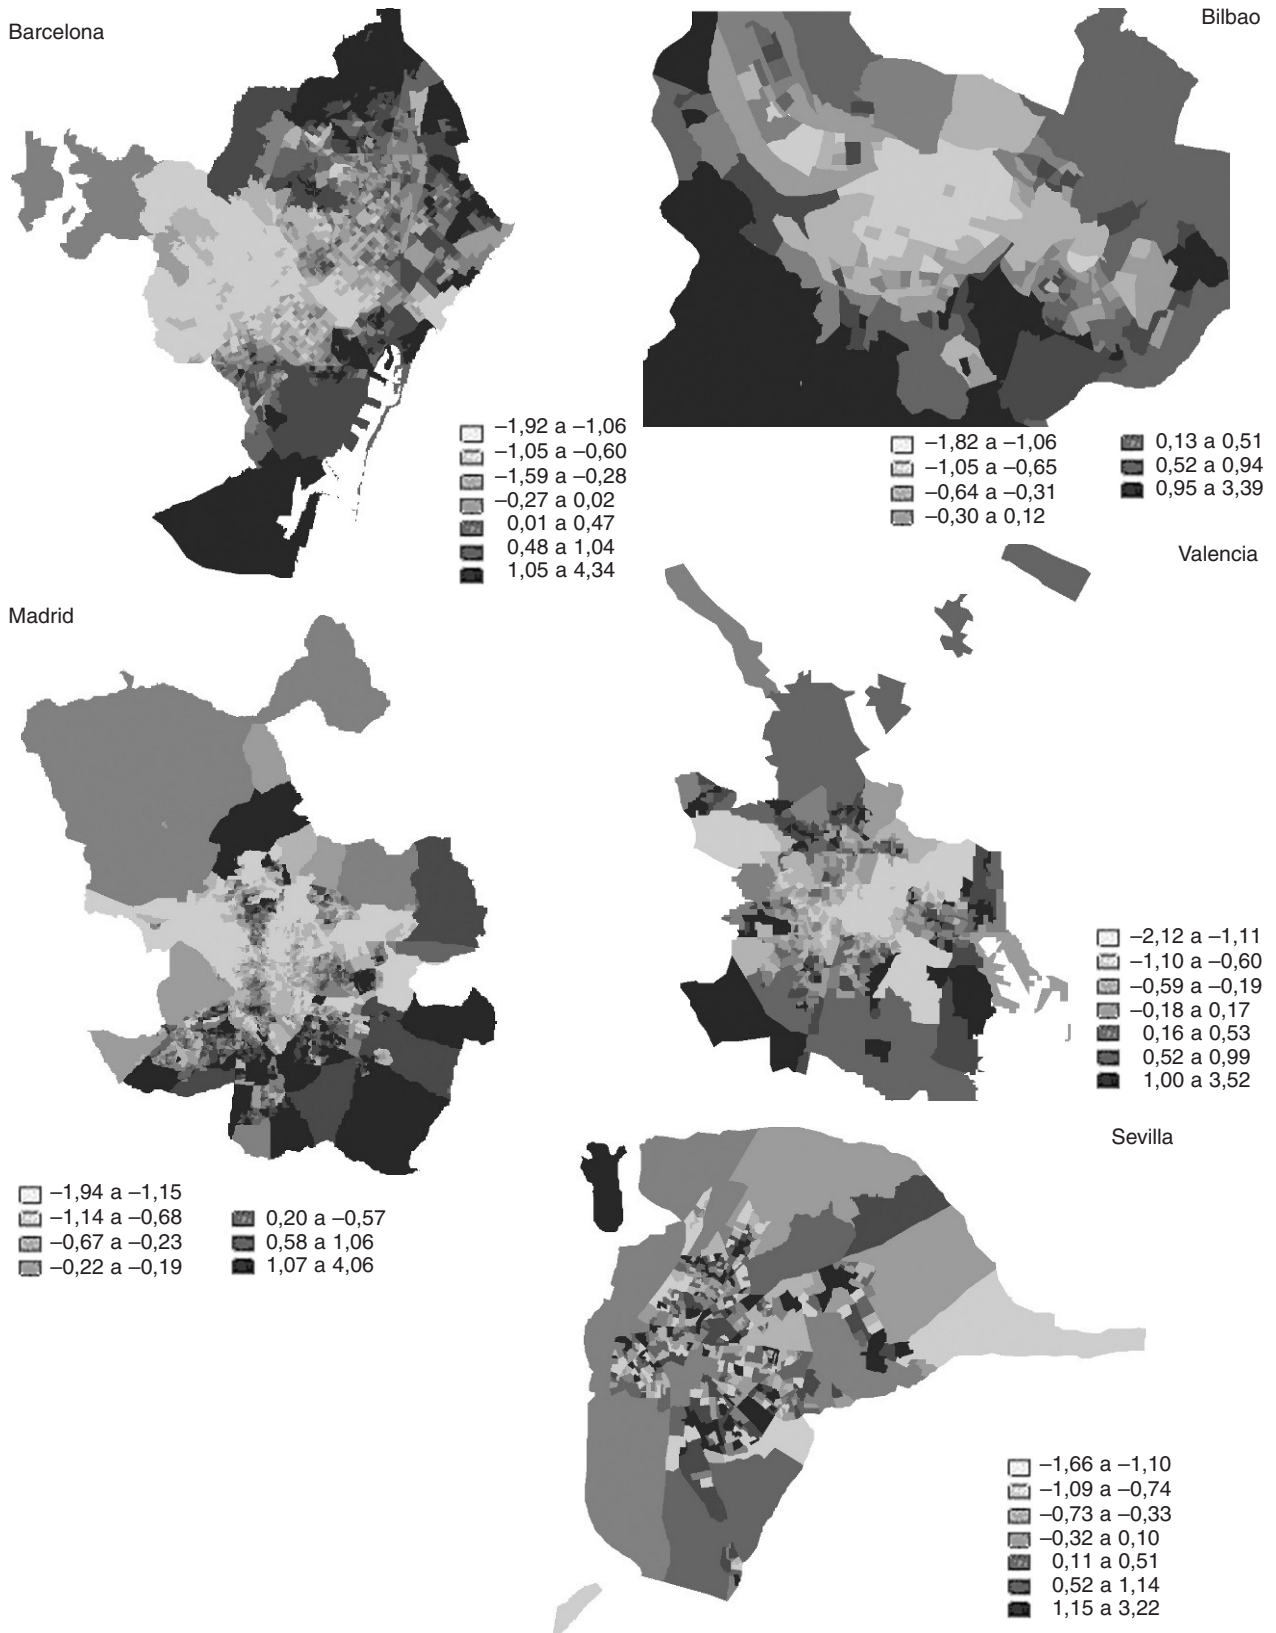 Barcelona
–1,92 a –1,06
–1,05 a –0,60
–1,59 a –0,28
–0,27 a 0,02
0,01 a 0,47
0,48 a 1,04
1,05 a 4,34
Bilbao
–1,82 a –1,06
–1,05 a –0,65
–0,64 a –0,31
–0,30 a 0,12
0,13 a 0,51
0,52 a 0,94
0,95 a 3,39
Madrid
–1,94 a –1,15
–1,14 a –0,68
–0,67 a –0,23
–0,22 a –0,19
0,20 a –0,57
0,58 a 1,06
1,07 a 4,06
Valencia
–2,12 a –1,11
–1,10 a –0,60
–0,59 a –0,19
–0,18 a 0,17
0,16 a 0,53
0,52 a 0,99
1,00 a 3,52
Sevilla
–1,66 a –1,10
–1,09 a –0,74
–0,73 a –0,33
–0,32 a 0,10
0,11 a 0,51
0,52 a 1,14
1,15 a 3,22